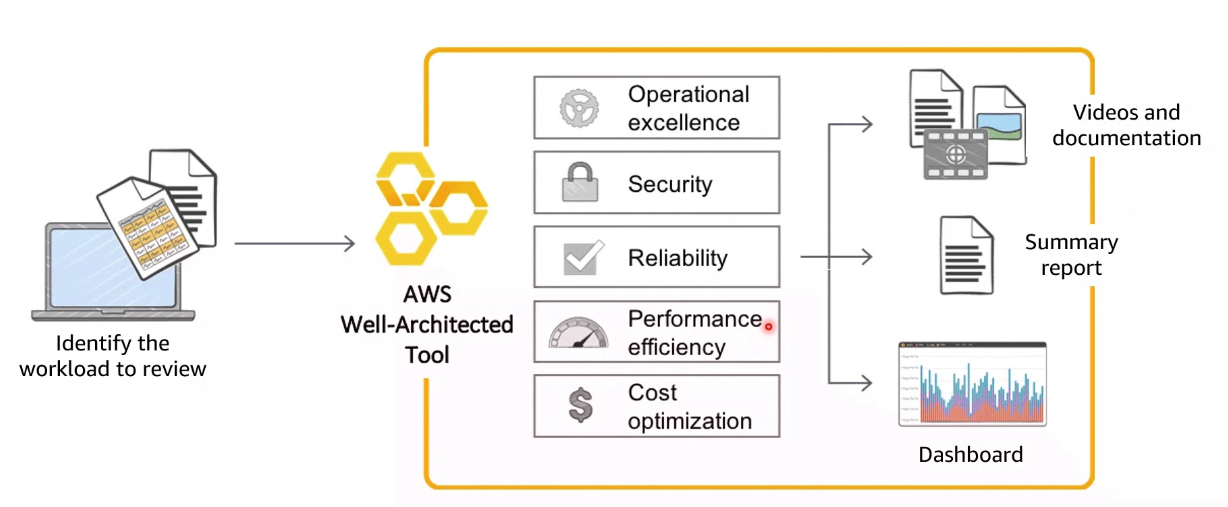 Identify the
workload to review
AWS
Well-Architected
Tool
Operational
excellence
Security
Reliability
Performance
efficiency
Cost
optimization
Videos and
documentation
Summary
report
Dashboard